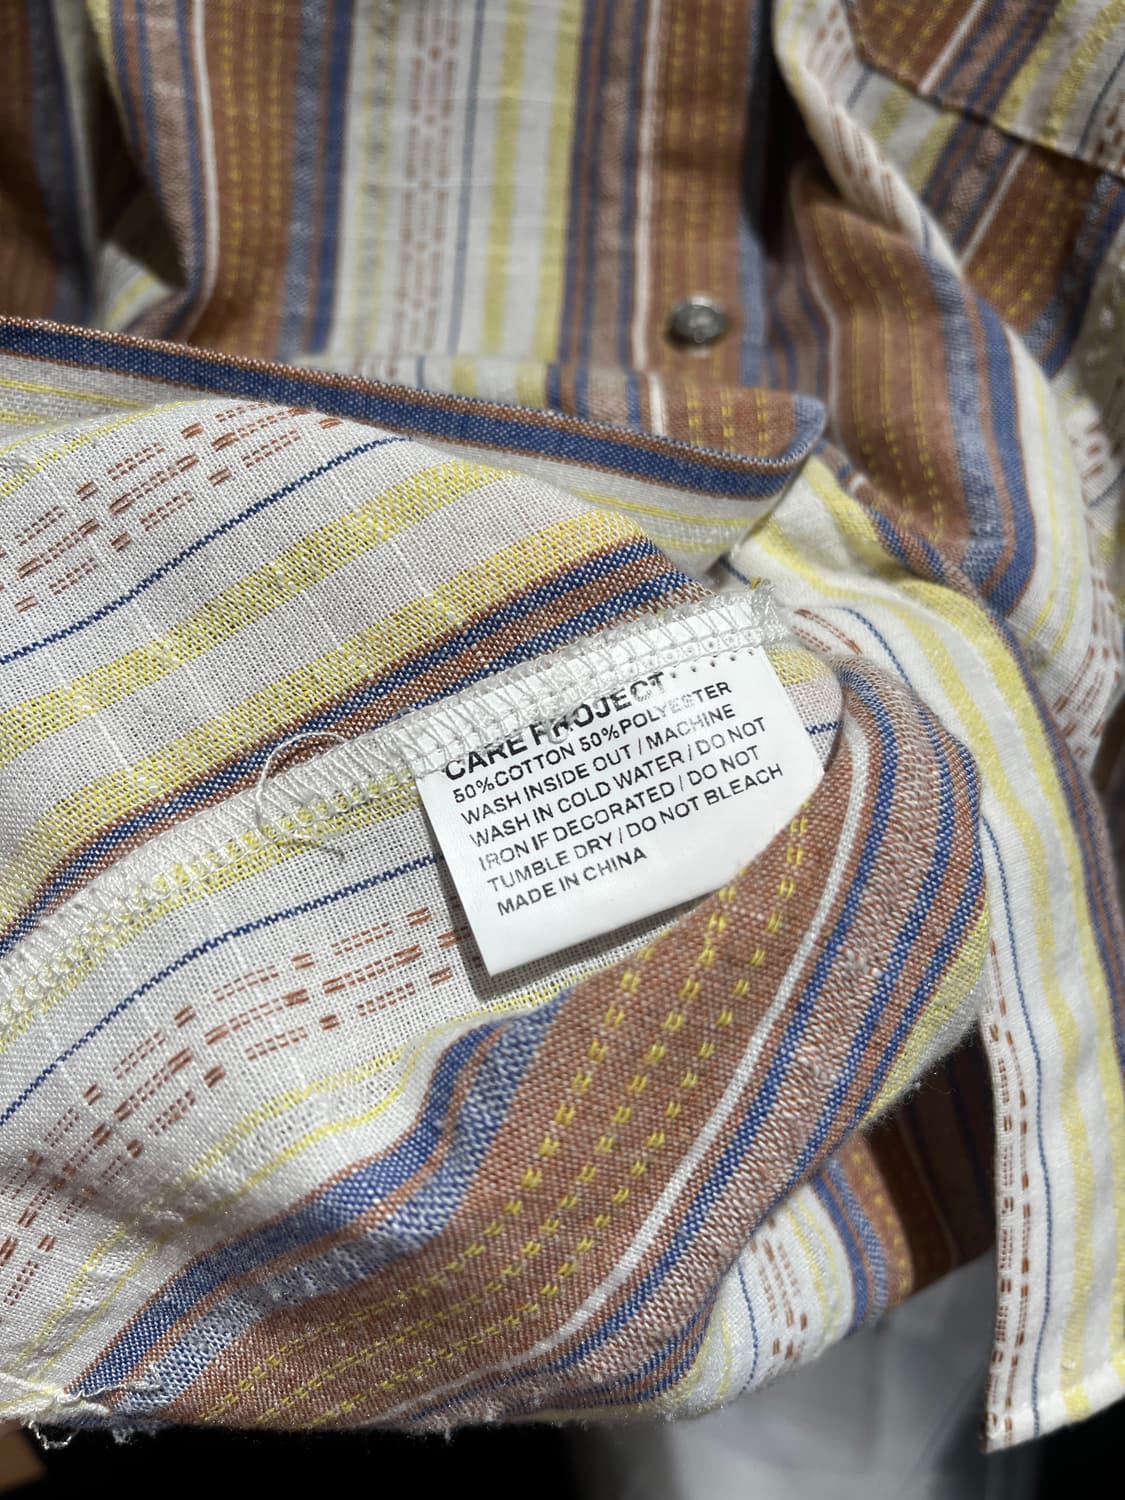 CARE PROJECT
50%COTTON 50%POLYESTER
WASH INSIDE OUT / MACHINE
WASH IN COLD WATER / DO NOT
IRON IF DECORATED / DO NOT
TUMBLE DRY / DO NOT BLEACH
MADE IN CHINA